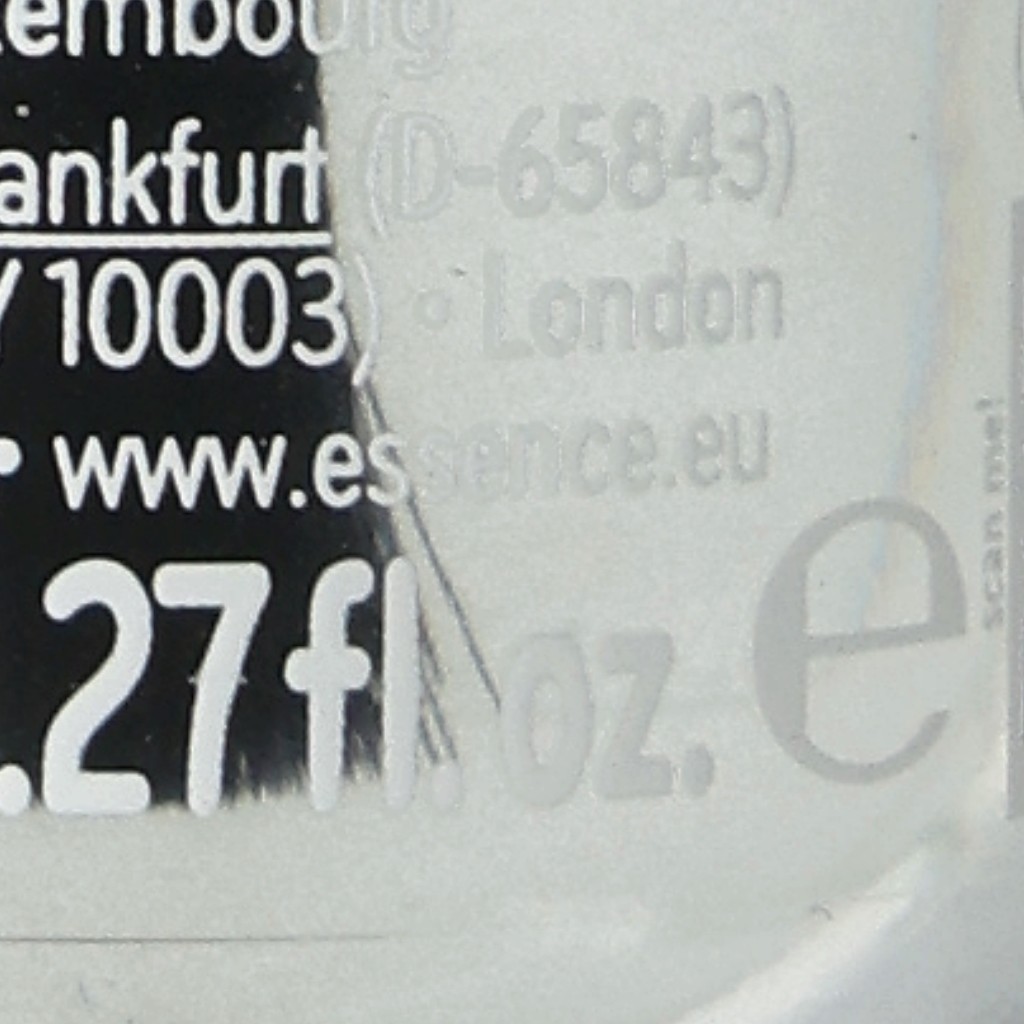 embourg
ankfurt (D-65843)
/ 10003) • London
• www.essence.eu
.27 fl. oz. e
scan me!